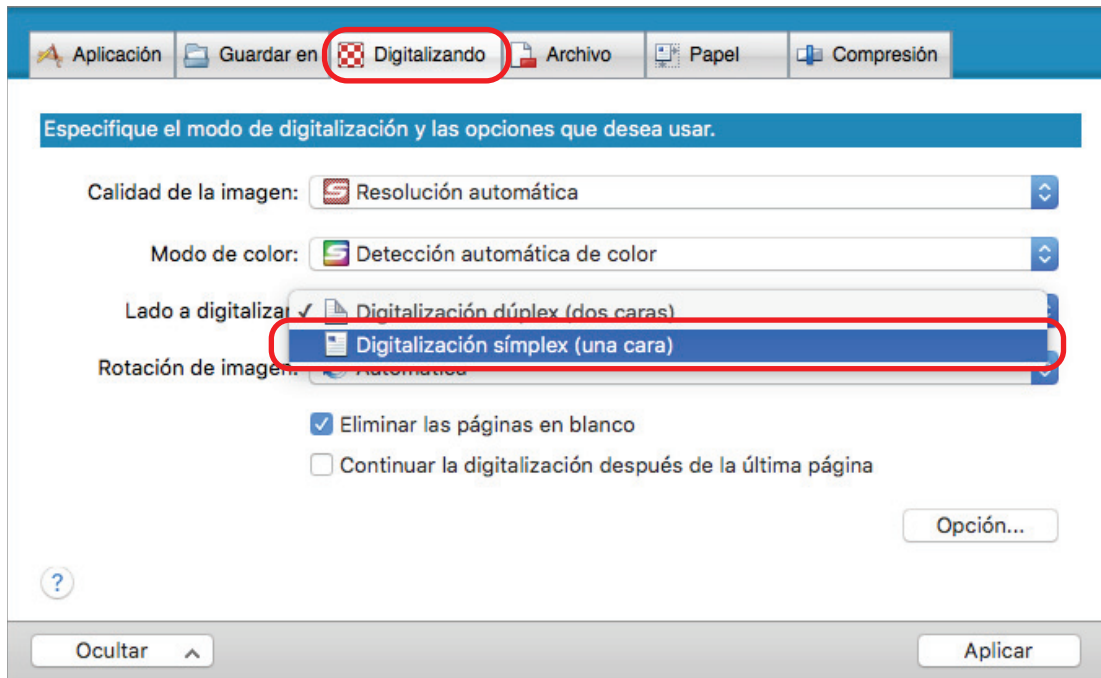 Aplicación Guardar en Digitalizando Archivo Papel Compresión
Especifique el modo de digitalización y las opciones que desea usar.
Calidad de la imagen: Resolución automática
Modo de color: Detección automática de color
Lado a digitalizar ✓ Digitalización dúplex (dos caras)
Digitalización símplex (una cara)
Rotación de imagen: Automática
Eliminar las páginas en blanco
Continuar la digitalización después de la última página
Opción...
?
Ocultar Aplicar